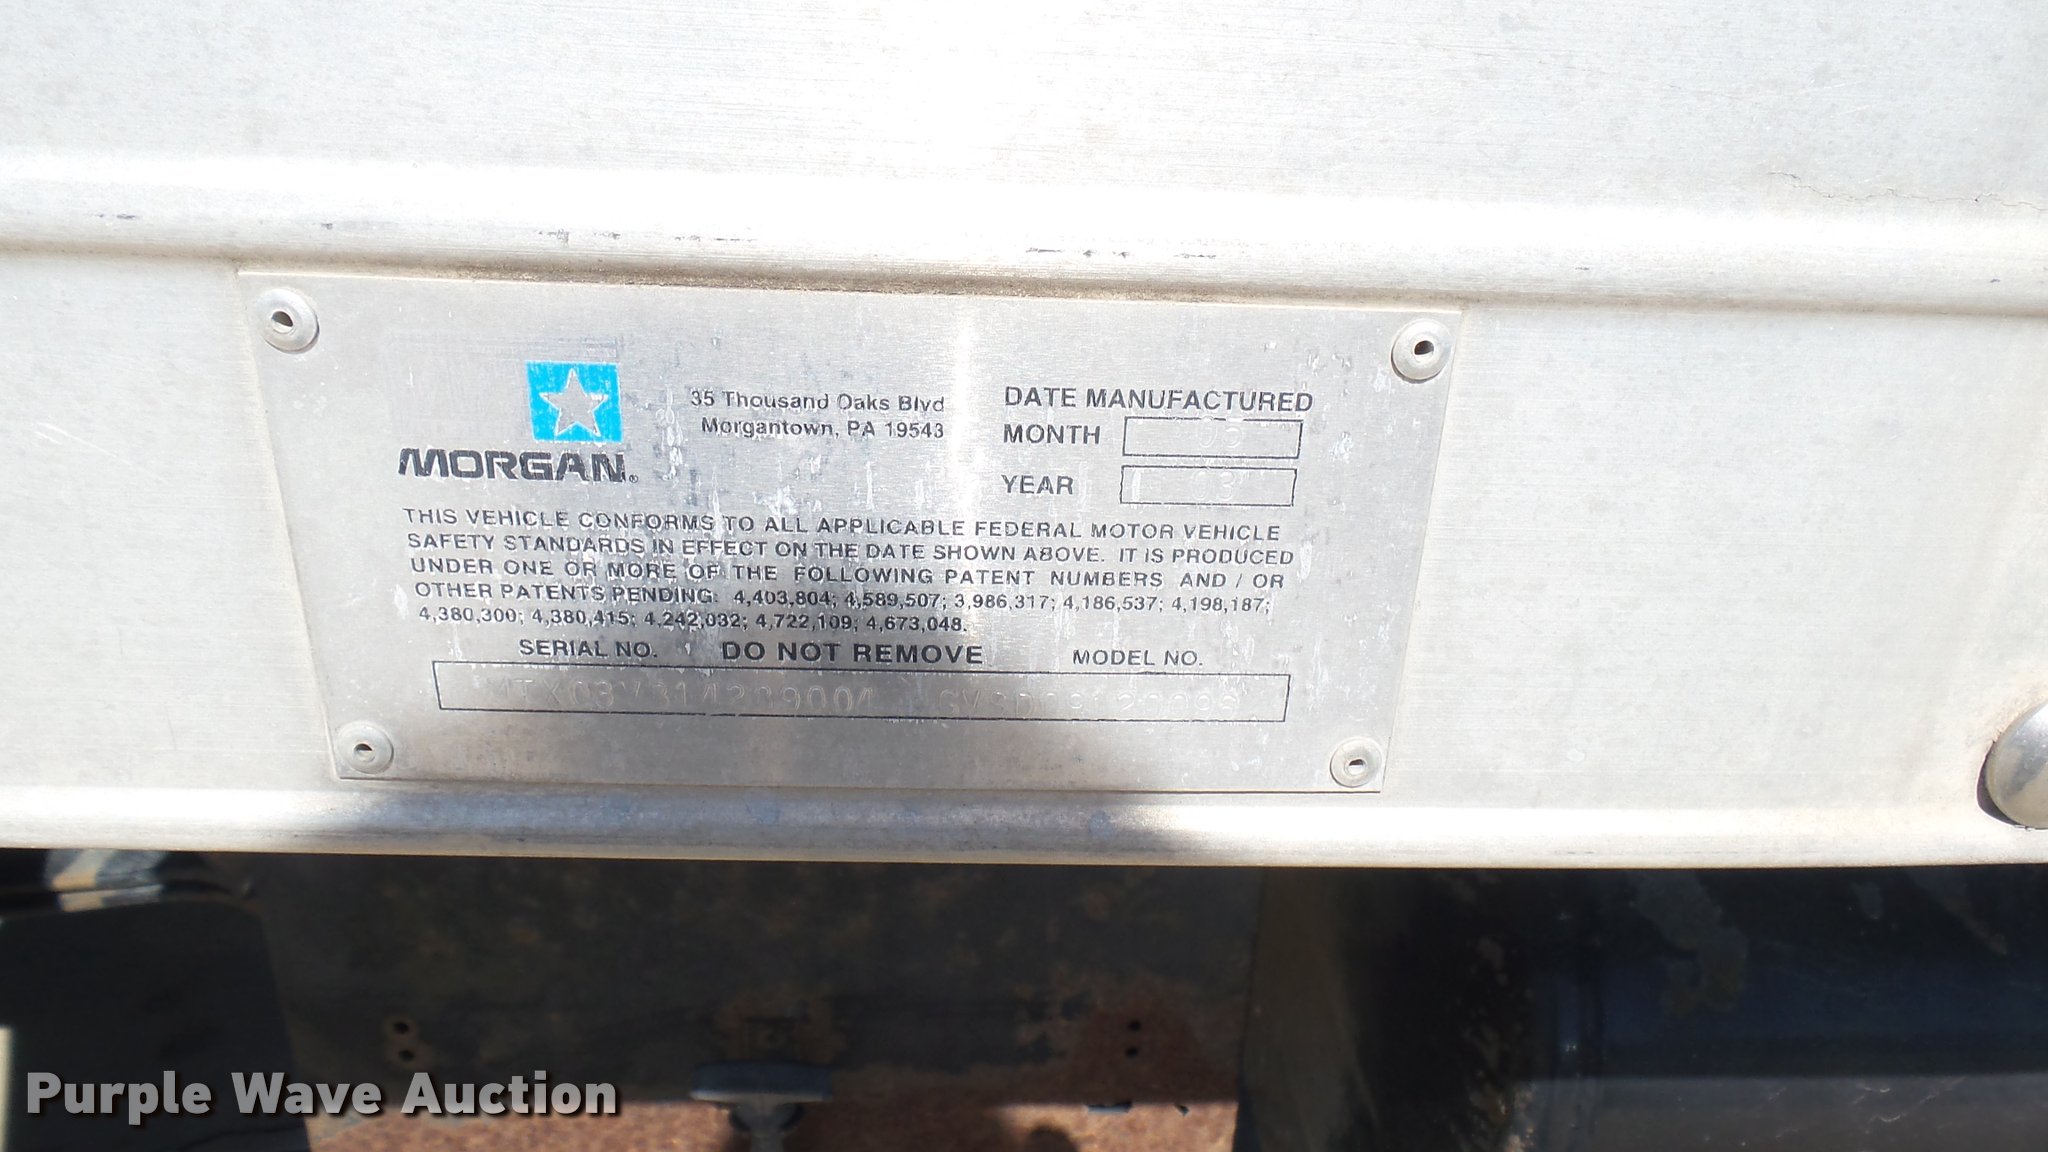 35 Thousand Oaks Blvd
Morgantown, PA 19543
MORGAN®
DATE MANUFACTURED
MONTH 05
YEAR 03
THIS VEHICLE CONFORMS TO ALL APPLICABLE FEDERAL MOTOR VEHICLE
SAFETY STANDARDS IN EFFECT ON THE DATE SHOWN ABOVE. IT IS PRODUCED
UNDER ONE OR MORE OF THE FOLLOWING PATENT NUMBERS AND / OR
OTHER PATENTS PENDING: 4,403,804; 4,589,507; 3,986,317; 4,186,537; 4,198,187;
4,380,300; 4,380,415; 4,242,032; 4,722,109; 4,673,048.
SERIAL NO. DO NOT REMOVE MODEL NO.
Purple Wave Auction